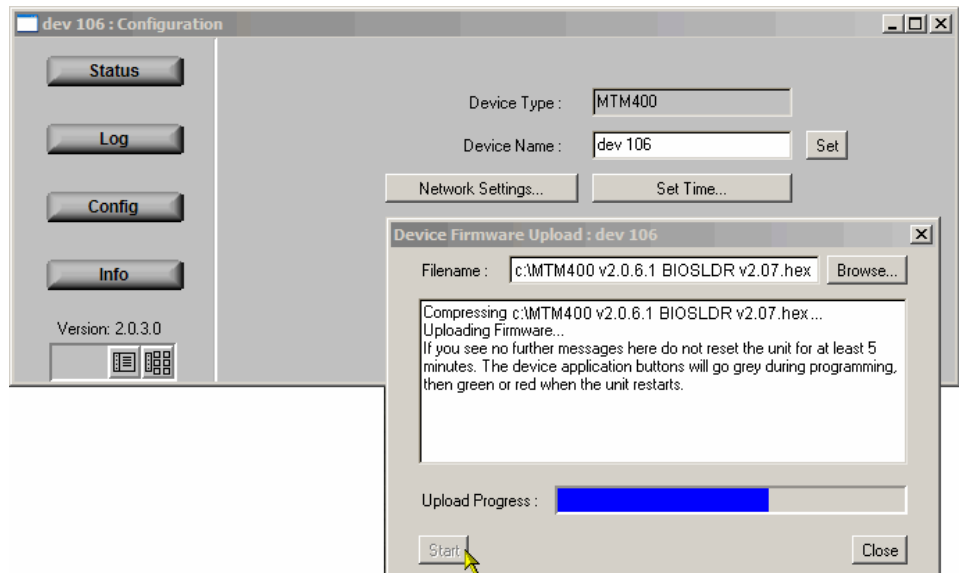 dev 106 : Configuration
Status
Log
Config
Info
Version: 2.0.3.0
Device Type :
MTM400
Device Name :
dev 106
Set
Network Settings...
Set Time...
Device Firmware Upload : dev 106
Filename :
c:\MTM400 v2.0.6.1 BIOSLDR v2.07.hex
Browse...
Compressing c:\MTM400 v2.0.6.1 BIOSLDR v2.07.hex...
Uploading Firmware...
If you see no further messages here do not reset the unit for at least 5
minutes. The device application buttons will go grey during programming,
then green or red when the unit restarts.
Upload Progress :
Start
Close